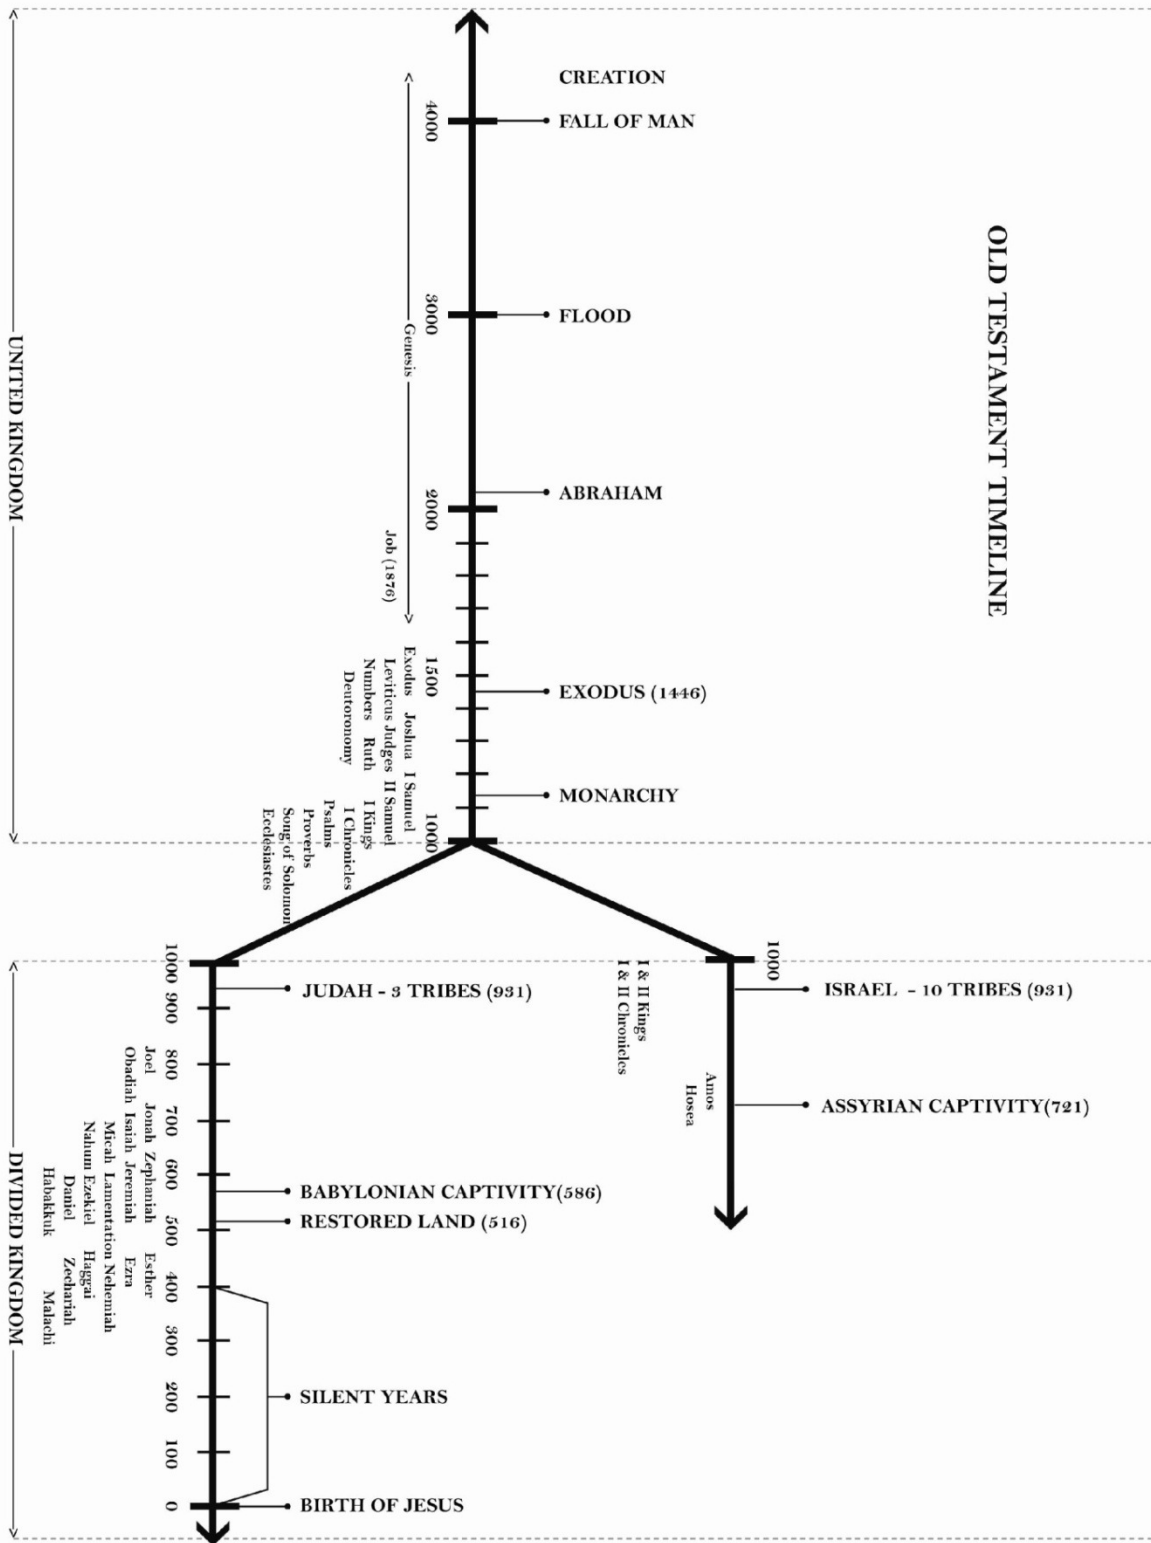 OLD TESTAMENT TIMELINE
CREATION
FALL OF MAN
FLOOD
ABRAHAM
EXODUS (1446)
MONARCHY
4000
3000
2000
1500
1000
Genesis
Job (1876)
Exodus Joshua I Samuel
Leviticus Judges II Samuel
Numbers Ruth I Kings
Deutoronomy I Chronicles
Psalms
Proverbs
Song of Solomon
Ecclesiastes
UNITED KINGDOM
1000
ISRAEL - 10 TRIBES (931)
ASSYRIAN CAPTIVITY(721)
I & II Kings
I & II Chronicles
Amos
Hosea
JUDAH - 3 TRIBES (931)
BABYLONIAN CAPTIVITY(586)
RESTORED LAND (516)
SILENT YEARS
BIRTH OF JESUS
1000 900 800 700 600 500 400 300 200 100 0
Joel Jonah Zephaniah Esther
Obadiah Isaiah Jeremiah Ezra
Micah Lamentation Nehemiah
Nahum Ezekiel Haggai
Daniel Zechariah
Habakkuk Malachi
DIVIDED KINGDOM